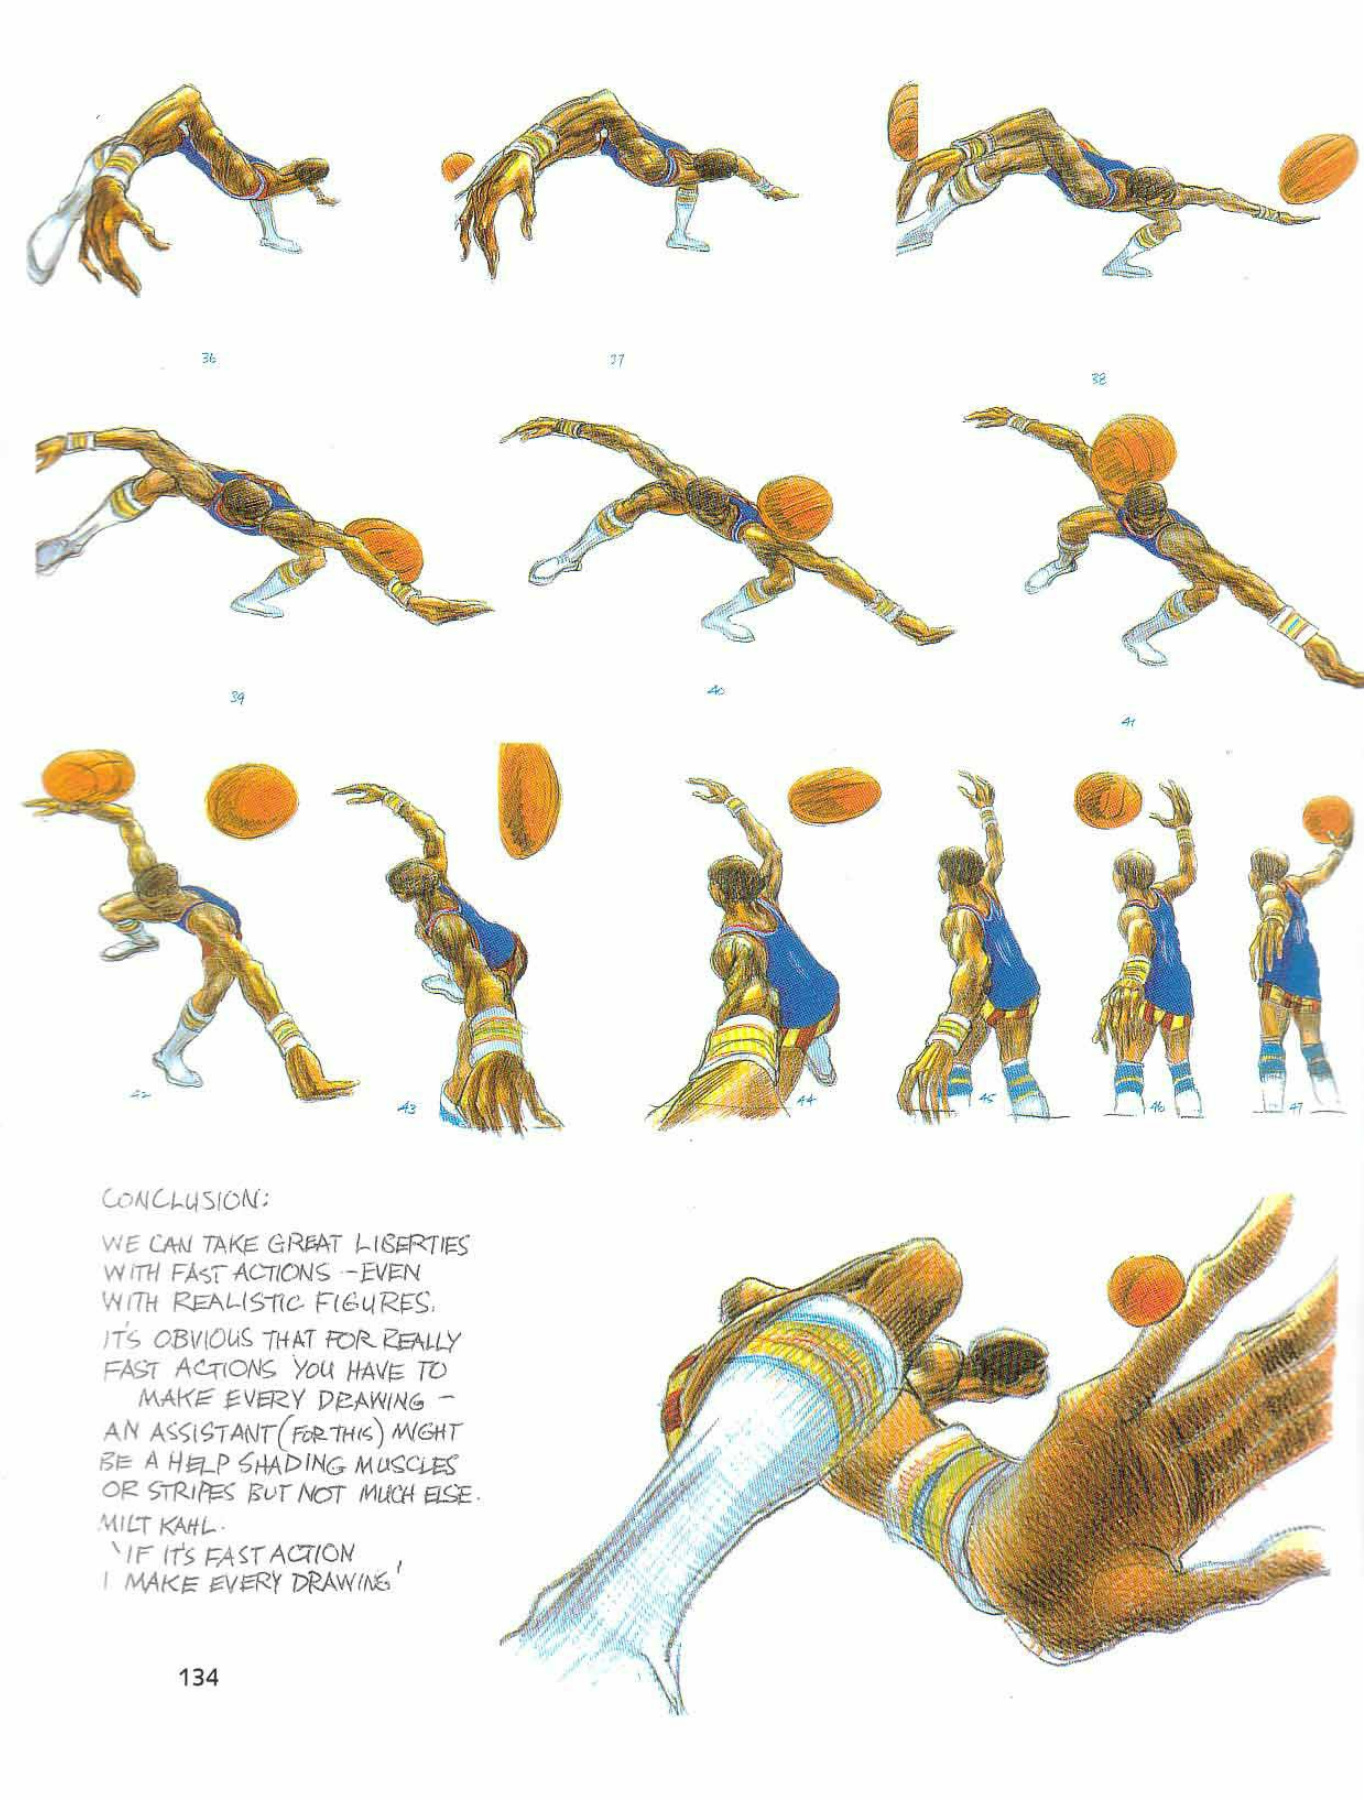 36
37
38
39
40
41
42
43
44
45
46
47
CONCLUSION:
WE CAN TAKE GREAT LIBERTIES
WITH FAST ACTIONS - EVEN
WITH REALISTIC FIGURES.
IT'S OBVIOUS THAT FOR REALLY
FAST ACTIONS YOU HAVE TO
MAKE EVERY DRAWING -
AN ASSISTANT (FOR THIS) MIGHT
BE A HELP SHADING MUSCLES
OR STRIPES BUT NOT MUCH ELSE.
MILT KAHL.
'IF IT'S FAST ACTION
I MAKE EVERY DRAWING'
134